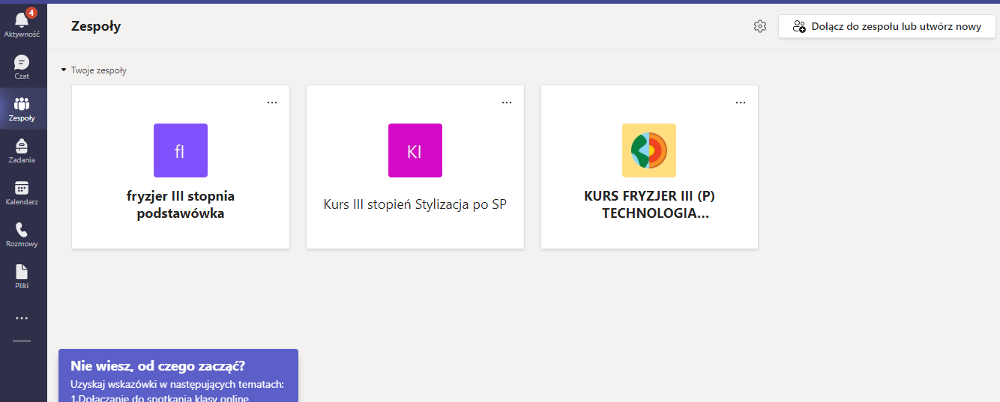 4
Aktywność
Czat
Zespoły
Zadania
Kalendarz
Rozmowy
Pliki
Zespoły
Dołącz do zespołu lub utwórz nowy
Twoje zespoły
fI
fryzjer III stopnia
podstawówka
KI
Kurs III stopień Stylizacja po SP
KURS FRYZJER III (P)
TECHNOLOGIA...
Nie wiesz, od czego zacząć?
Uzyskaj wskazówki w następujących tematach:
1.Dołączanie do spotkania klasy online